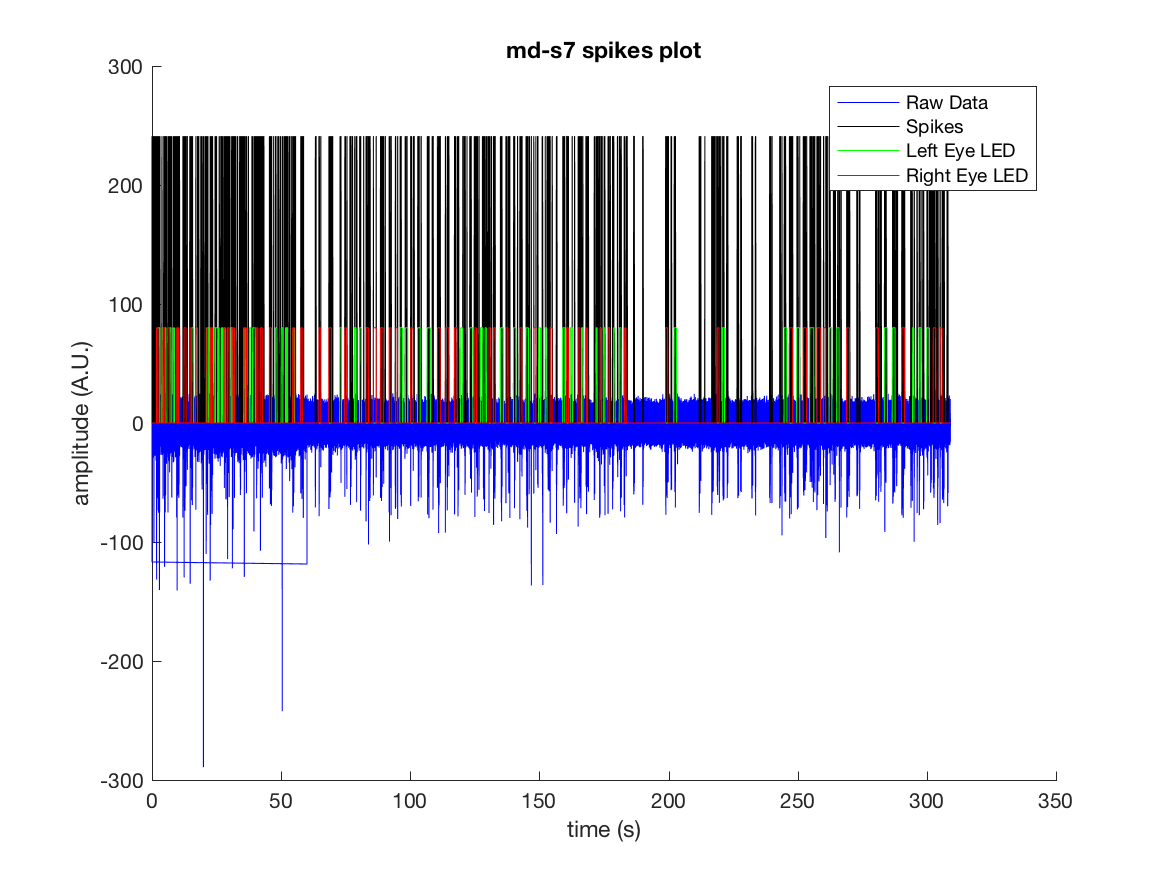 md-s7 spikes plot
300
200
100
0
-100
-200
-300
amplitude (A.U.)
Raw Data
Spikes
Left Eye LED
Right Eye LED
0 50 100 150 200 250 300 350
time (s)